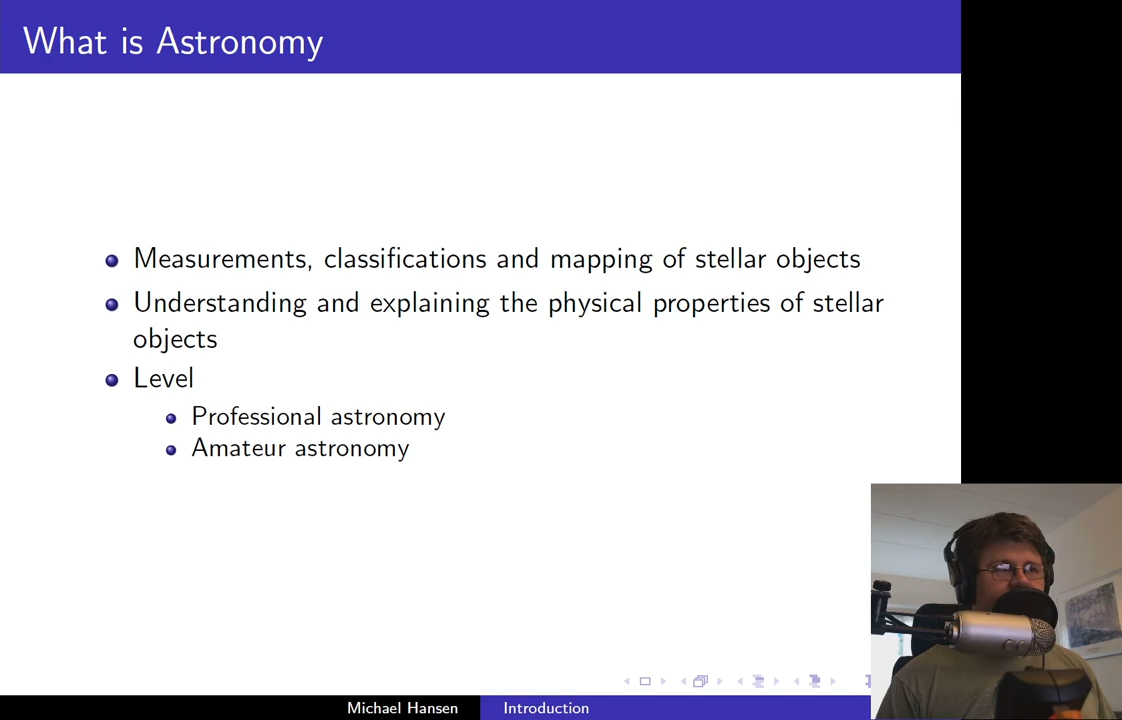 What is Astronomy
Measurements, classifications and mapping of stellar objects
Understanding and explaining the physical properties of stellar
objects
Level
Professional astronomy
Amateur astronomy
Michael Hansen
Introduction